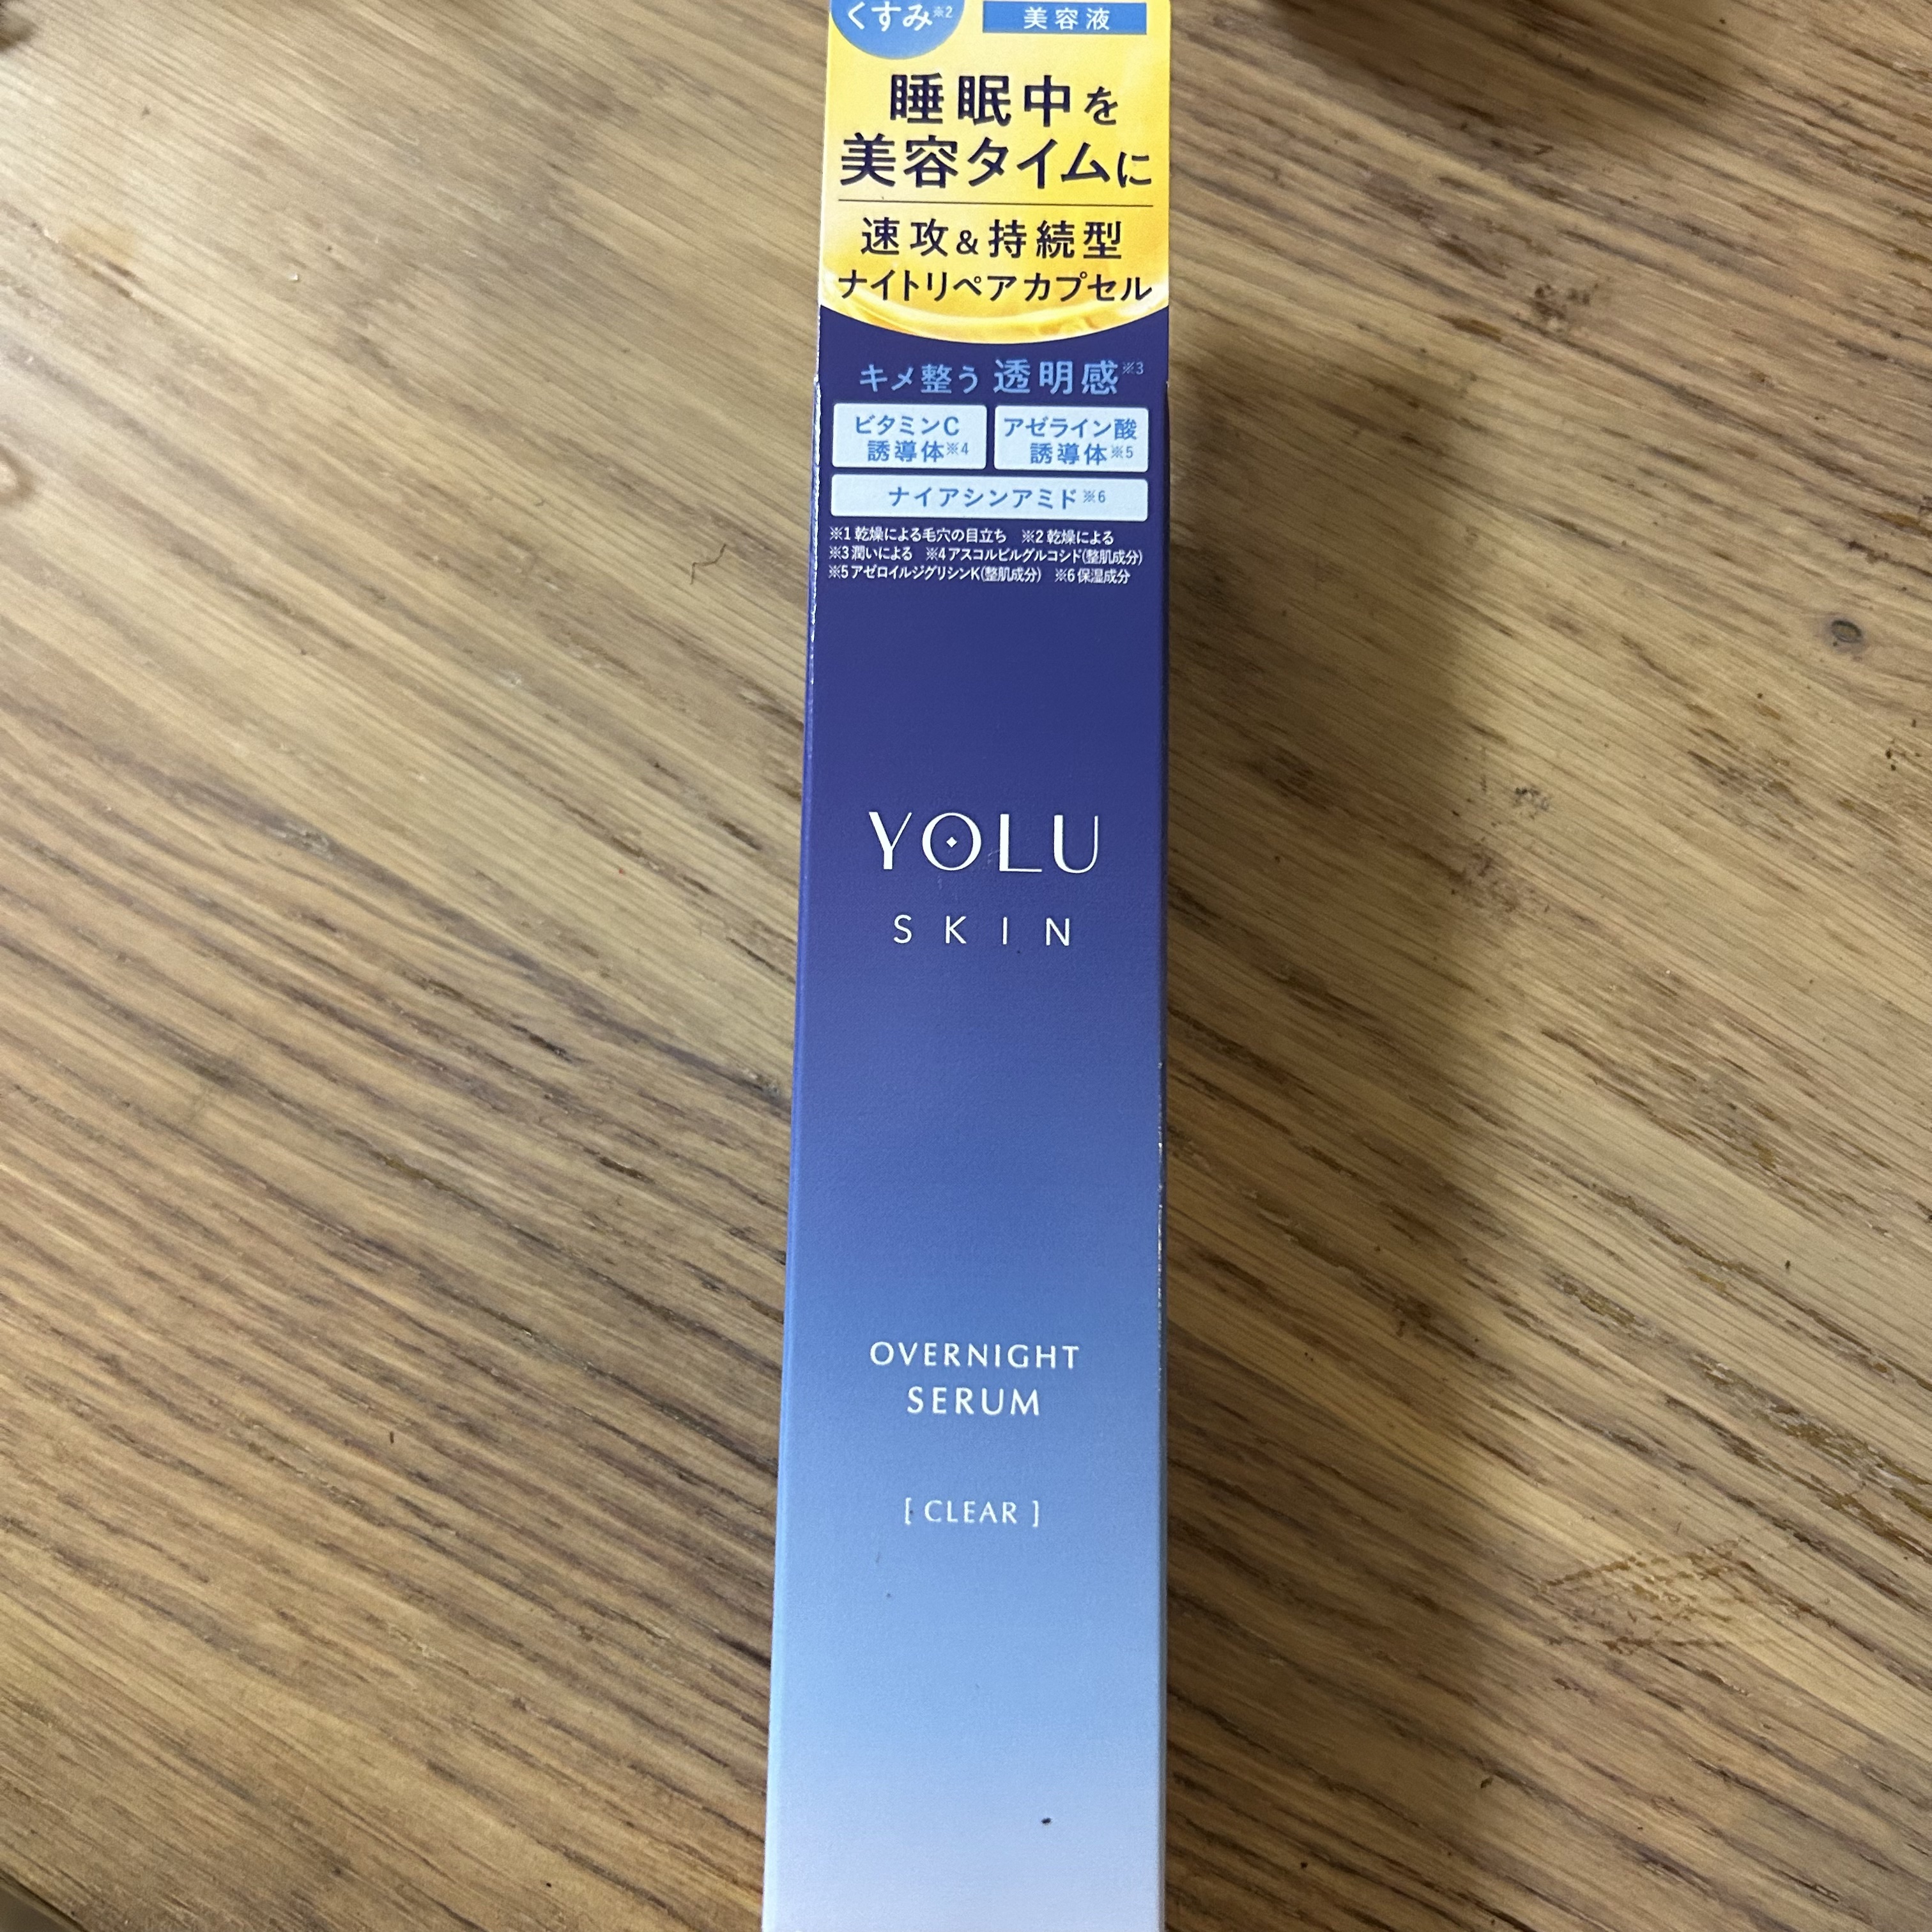 くすみ※2
美容液
睡眠中を
美容タイムに
速攻&持続型
ナイトリペアカプセル
キメ整う 透明感※3
ビタミンC
誘導体※4
アゼライン酸
誘導体※5
ナイアシンアミド※6
※1 乾燥による毛穴の目立ち ※2 乾燥による
※3 潤いによる ※4 アスコルビルグルコシド(整肌成分)
※5 アゼロイルジグリシンK(整肌成分) ※6 保湿成分
YOLU
SKIN
OVERNIGHT
SERUM
[ CLEAR ]